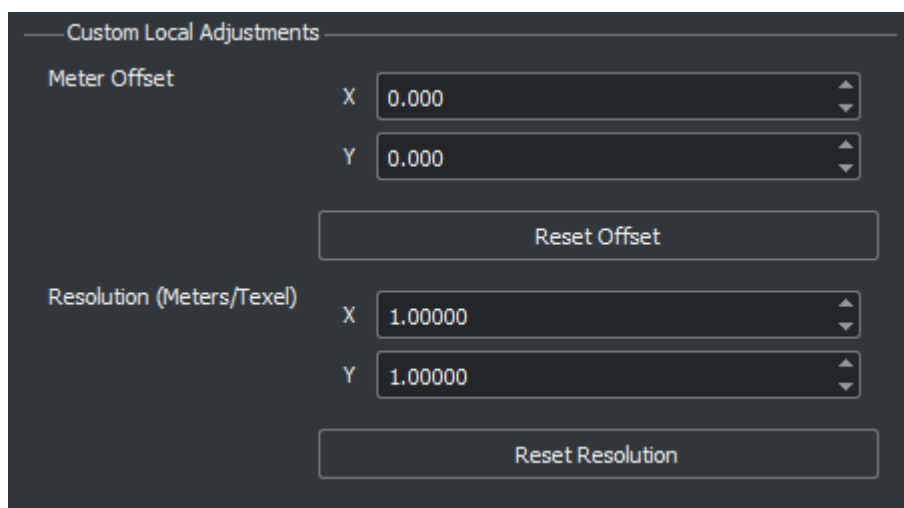 Custom Local Adjustments
Meter Offset
X 0.000
Y 0.000
Reset Offset
Resolution (Meters/Texel)
X 1.00000
Y 1.00000
Reset Resolution